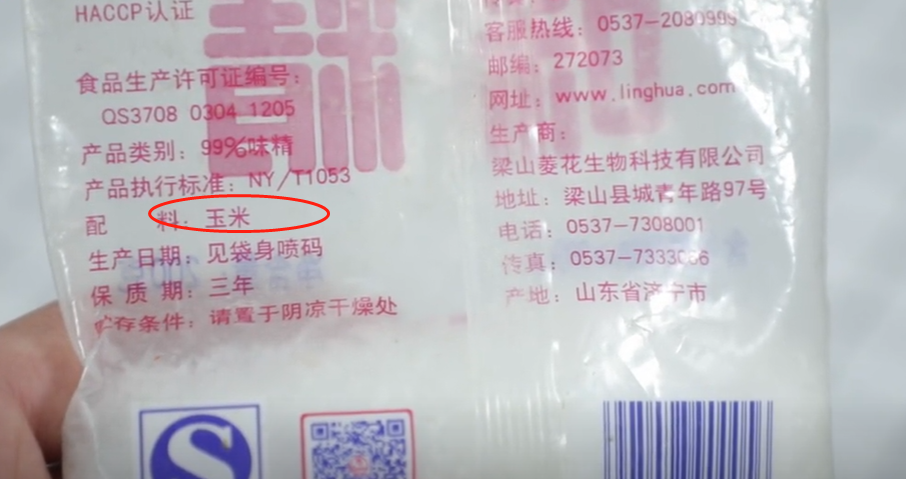 HACCP认证
食品生产许可证编号:
QS3708 0304 1205
产品类别: 99%味精
产品执行标准: NY/T1053
配 料: 玉米
生产日期: 见袋身喷码
保 质 期: 三年
贮存条件: 请置于阴凉干燥处
客服热线: 0537-2080999
邮编: 272073
网址: www.linghua.com
生产商:
梁山菱花生物科技有限公司
地址: 梁山县城青年路97号
电话: 0537-7308001
传真:
产地: 山东省济宁市